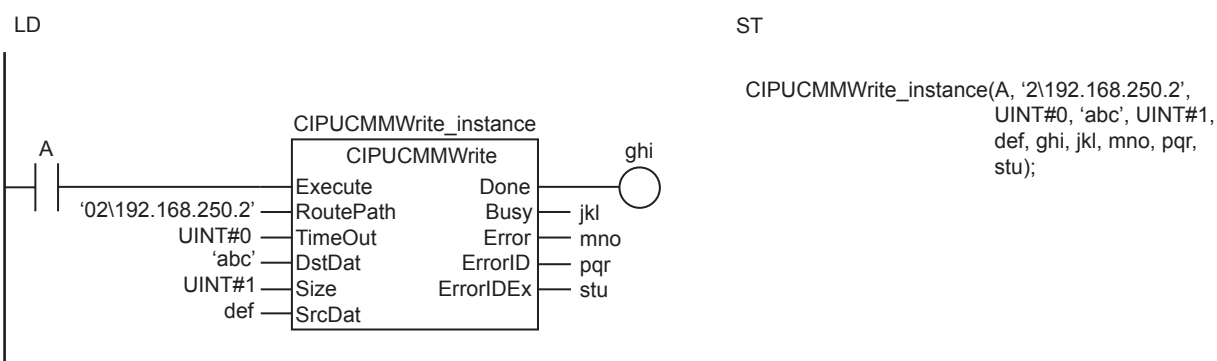 LD
CIPUCMMWrite_instance
CIPUCMMWrite
A
ghi
Execute
Done
‘02\192.168.250.2’
RoutePath
Busy
jkl
UINT#0
TimeOut
Error
mno
‘abc’
DstDat
ErrorID
pqr
UINT#1
Size
ErrorIDEx
stu
def
SrcDat
ST
CIPUCMMWrite_instance(A, ‘2\192.168.250.2’,
UINT#0, ‘abc’, UINT#1,
def, ghi, jkl, mno, pqr,
stu);